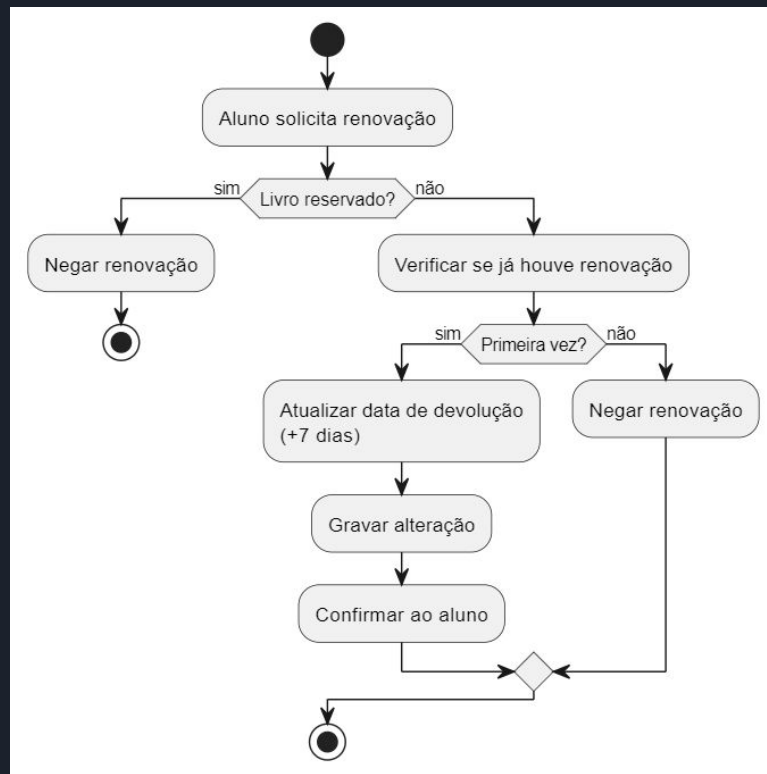 Aluno solicita renovação
sim
Livro reservado?
não
Negar renovação
Verificar se já houve renovação
sim
Primeira vez?
não
Atualizar data de devolução
(+7 dias)
Negar renovação
Gravar alteração
Confirmar ao aluno